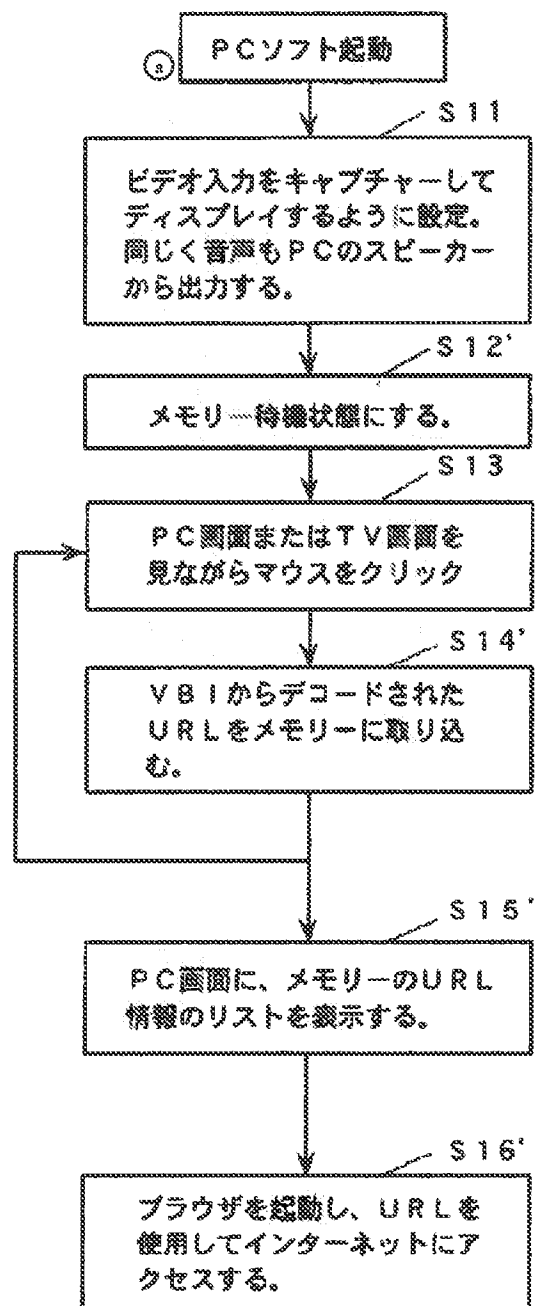 PCソフト起動
a
S11
ビデオ入力をキャプチャーして
ディスプレイするように設定。
同じく音声もPCのスピーカー
から出力する。
S12'
メモリー待機状態にする。
S13
PC画面またはTV画面を
見ながらマウスをクリック
S14'
VBIからデコードされた
URLをメモリーに取り込
む。
S15'
PC画面に、メモリーのURL
情報のリストを表示する。
S16'
ブラウザを起動し、URLを
使用してインターネットにア
クセスする。